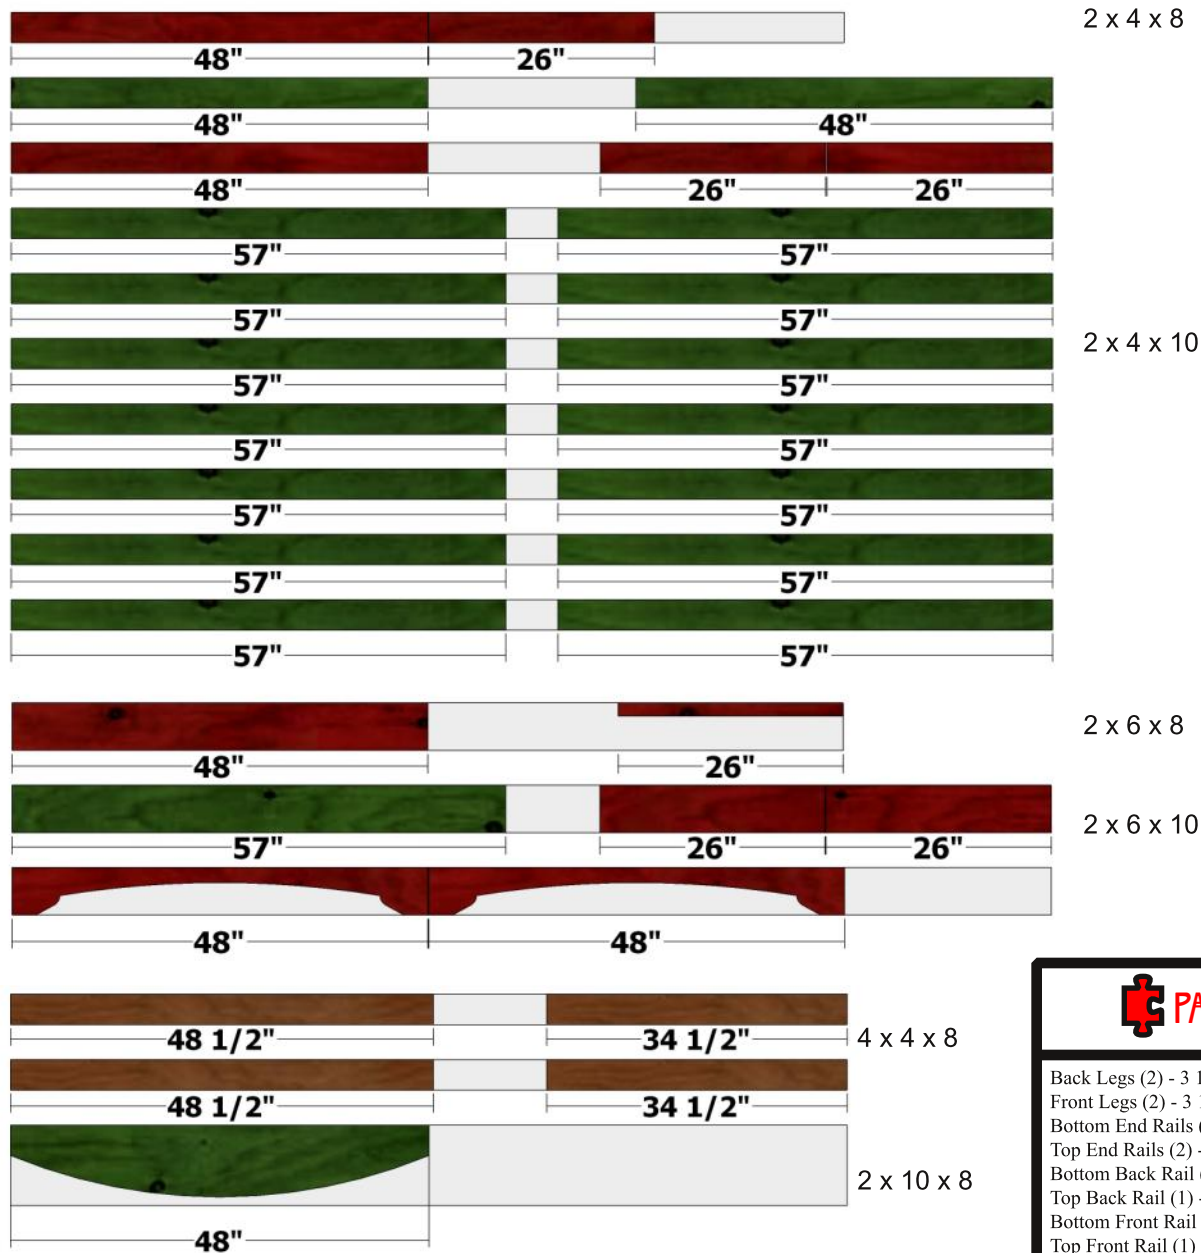 2 x 4 x 8
48" 26"
48" 48"
48" 26" 26"
57" 57"
57" 57"
2 x 4 x 10
57" 57"
57" 57"
57" 57"
57" 57"
57" 57"
2 x 6 x 8
48" 26"
2 x 6 x 10
57" 26" 26"
48" 48"
48 1/2" 34 1/2" 4 x 4 x 8
48 1/2" 34 1/2"
2 x 10 x 8
48"
PA
Back Legs (2) - 3 1
Front Legs (2) - 3
Bottom End Rails (
Top End Rails (2) -
Bottom Back Rail
Top Back Rail (1) -
Bottom Front Rail
Top Front Rail (1)